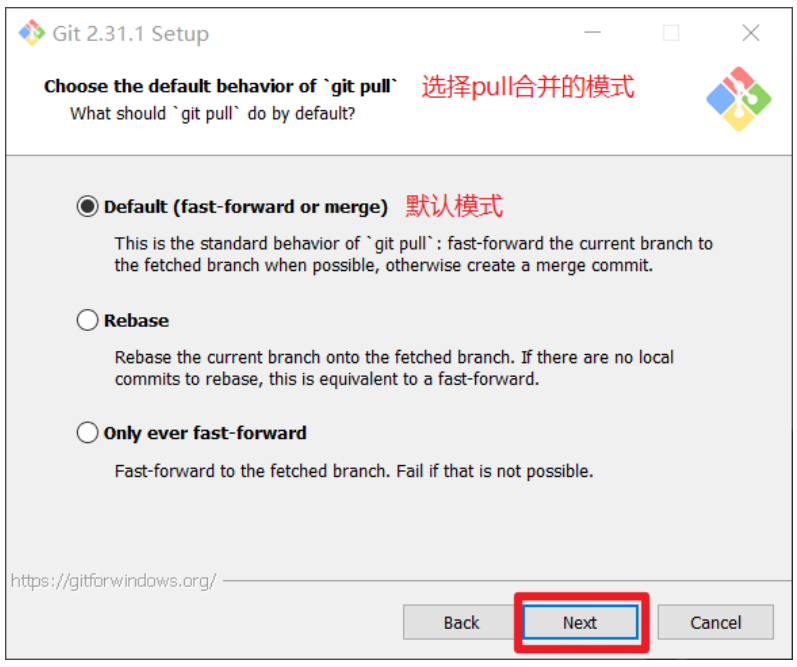 Git 2.31.1 Setup
Choose the default behavior of `git pull` 选择pull合并的模式
What should `git pull` do by default?
Default (fast-forward or merge) 默认模式
This is the standard behavior of `git pull`: fast-forward the current branch to
the fetched branch when possible, otherwise create a merge commit.
Rebase
Rebase the current branch onto the fetched branch. If there are no local
commits to rebase, this is equivalent to a fast-forward.
Only ever fast-forward
Fast-forward to the fetched branch. Fail if that is not possible.
https://gitforwindows.org/
Back Next Cancel